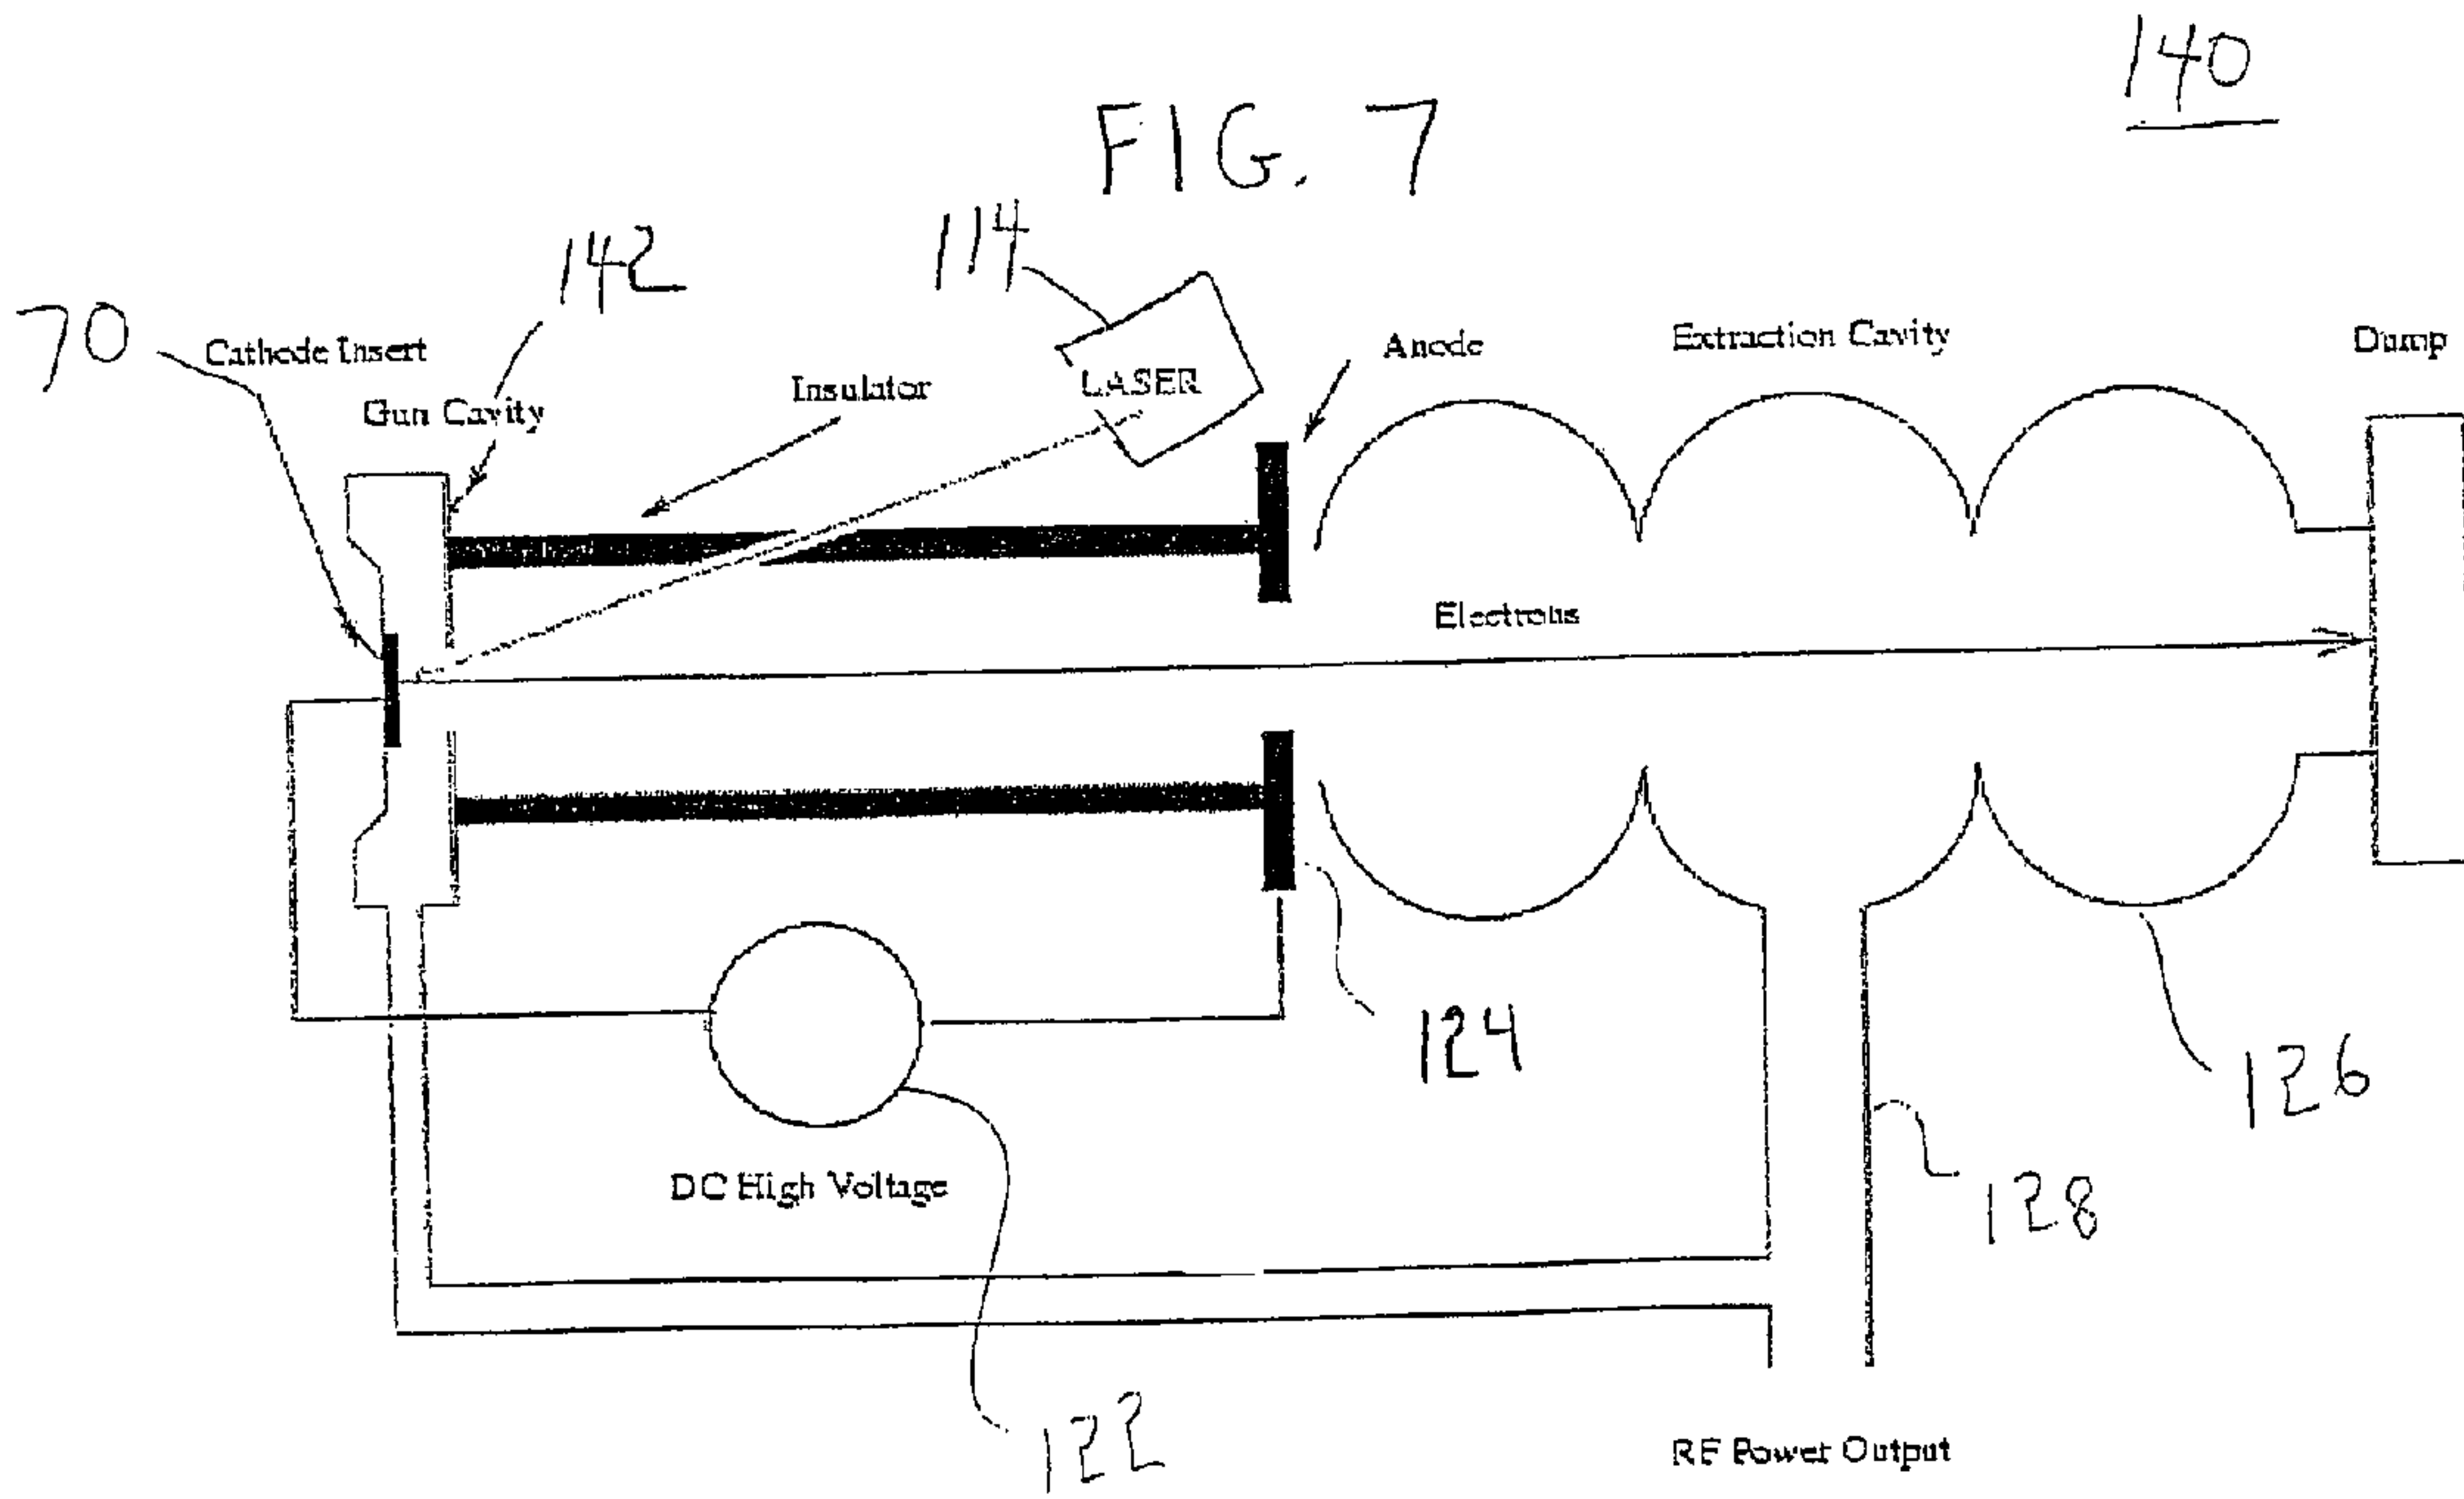 140
FIG. 7
142
114
70
Cathode Insert
Gun Cavity
Insulator
LASER
Anode
Extraction Cavity
Dump
Electrons
124
126
DC High Voltage
128
122
RF Power Output